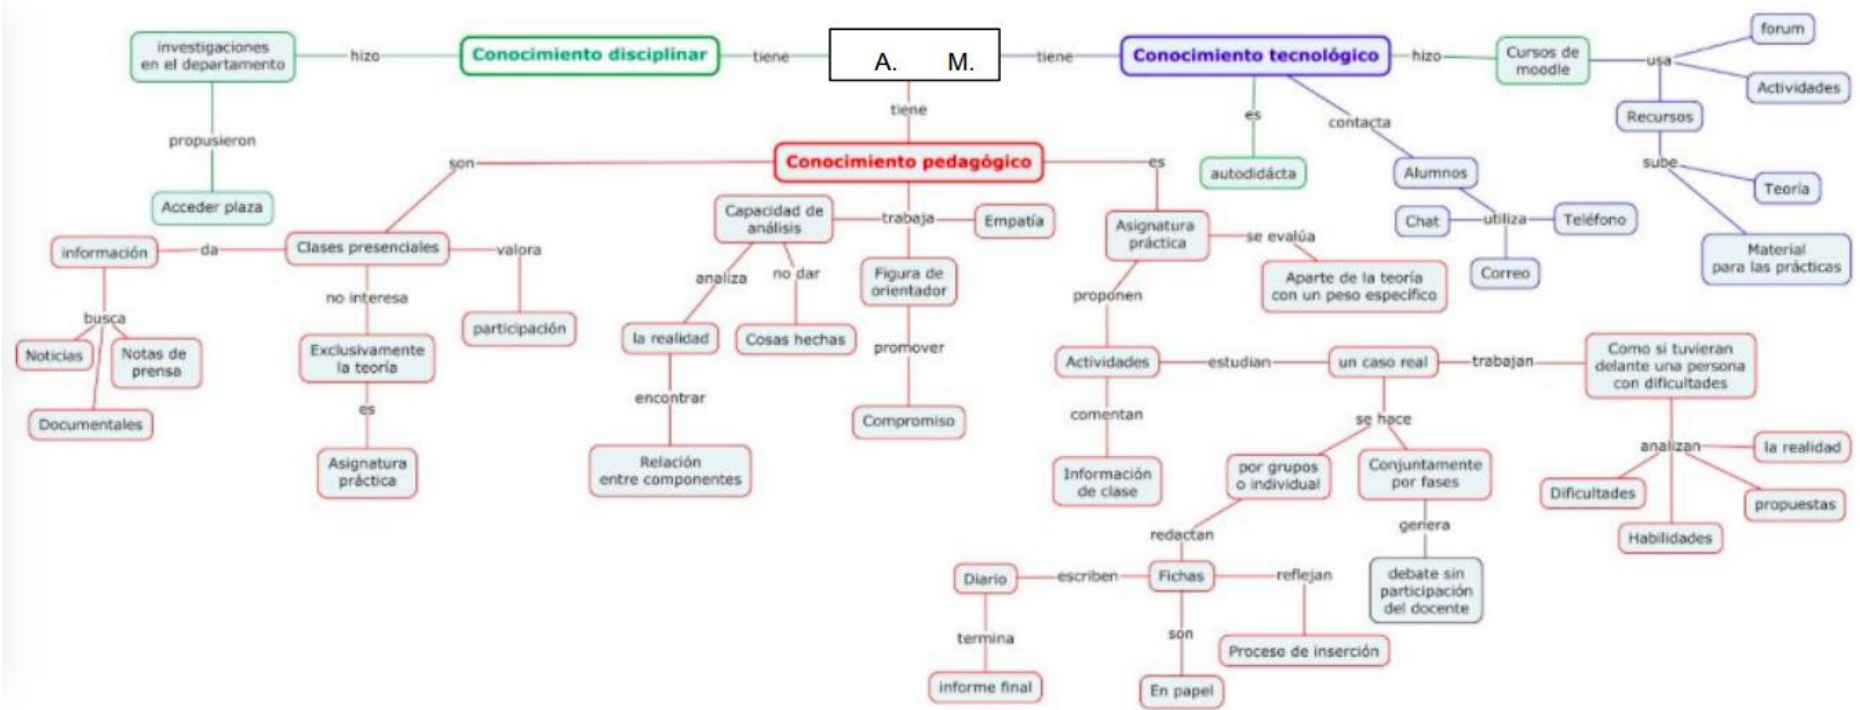 investigaciones
en el departamento
hizo
Conocimiento disciplinar
tiene
A. M.
tiene
Conocimiento tecnológico
hizo
Cursos de
moodle
usa
forum
Actividades
Recursos
sube
Teoría
Material
para las prácticas
propusieron
Acceder plaza
es
autodidácta
contacta
Alumnos
utiliza
Chat
Teléfono
Correo
tiene
Conocimiento pedagógico
son
Clases presenciales
da
información
busca
Noticias
Notas de
prensa
Documentales
no interesa
Exclusivamente
la teoría
es
Asignatura
práctica
valora
participación
trabaja
Capacidad de
análisis
Empatía
analiza
no dar
la realidad
Cosas hechas
encontrar
Relación
entre componentes
Figura de
orientador
promover
Compromiso
es
Asignatura
práctica
se evalúa
Aparte de la teoría
con un peso específico
proponen
Actividades
comentan
Información
de clase
estudian
un caso real
trabajan
Como si tuvieran
delante una persona
con dificultades
analizan
la realidad
Dificultades
propuestas
Habilidades
se hace
por grupos
o individual
Conjuntamente
por fases
genera
debate sin
participación
del docente
redactan
Fichas
escriben
Diario
termina
informe final
son
En papel
reflejan
Proceso de inserción